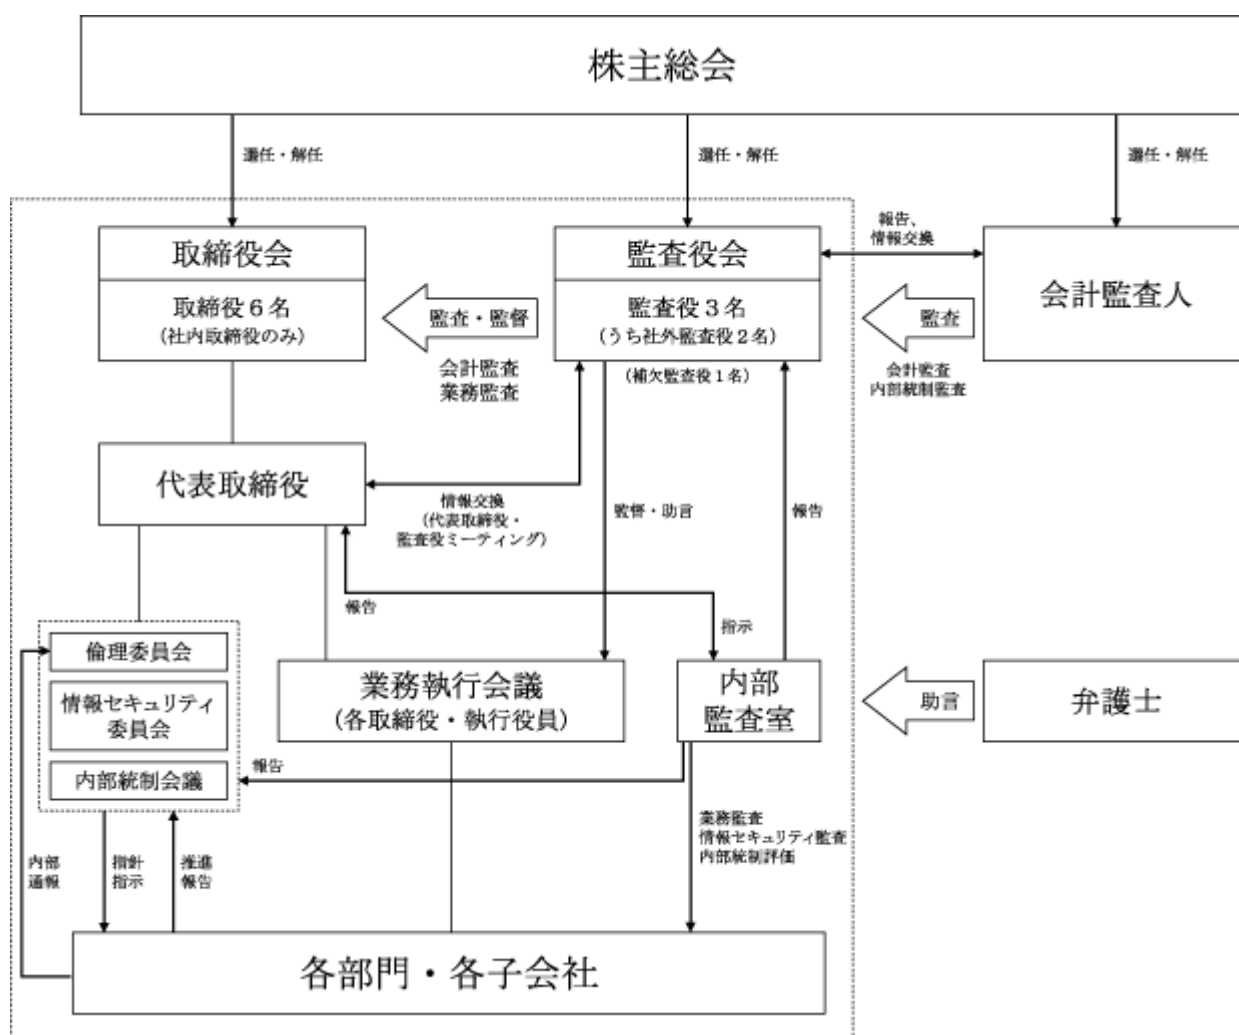 株主総会
選任・解任
選任・解任
選任・解任
取締役会
取締役６名
(社内取締役のみ)
監査・監督
会計監査
業務監査
監査役会
監査役３名
(うち社外監査役２名)
(補欠監査役１名)
報告、
情報交換
監査
会計監査
内部統制監査
会計監査人
代表取締役
情報交換
(代表取締役・
監査役ミーティング)
監督・助言
報告
報告
指示
倫理委員会
情報セキュリティ
委員会
内部統制会議
業務執行会議
(各取締役・執行役員)
内部
監査室
助言
弁護士
報告
業務監査
情報セキュリティ監査
内部統制評価
内部
通報
指針
指示
推進
報告
各部門・各子会社